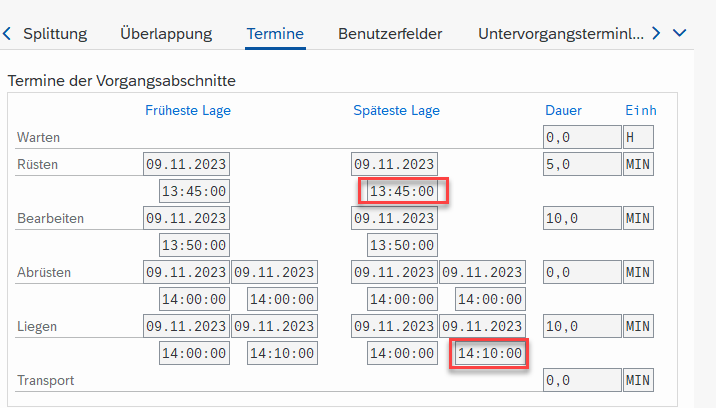 Splittung Überlappung Termine Benutzerfelder Untervorgangsterminl...
Termine der Vorgangsabschnitte
Früheste Lage Späteste Lage Dauer Einh
Warten 0,0 H
Rüsten 09.11.2023 09.11.2023 5,0 MIN
13:45:00 13:45:00
Bearbeiten 09.11.2023 09.11.2023 10,0 MIN
13:50:00 13:50:00
Abrüsten 09.11.2023 09.11.2023 09.11.2023 09.11.2023 0,0 MIN
14:00:00 14:00:00 14:00:00 14:00:00
Liegen 09.11.2023 09.11.2023 09.11.2023 09.11.2023 10,0 MIN
14:00:00 14:10:00 14:00:00 14:10:00
Transport 0,0 MIN